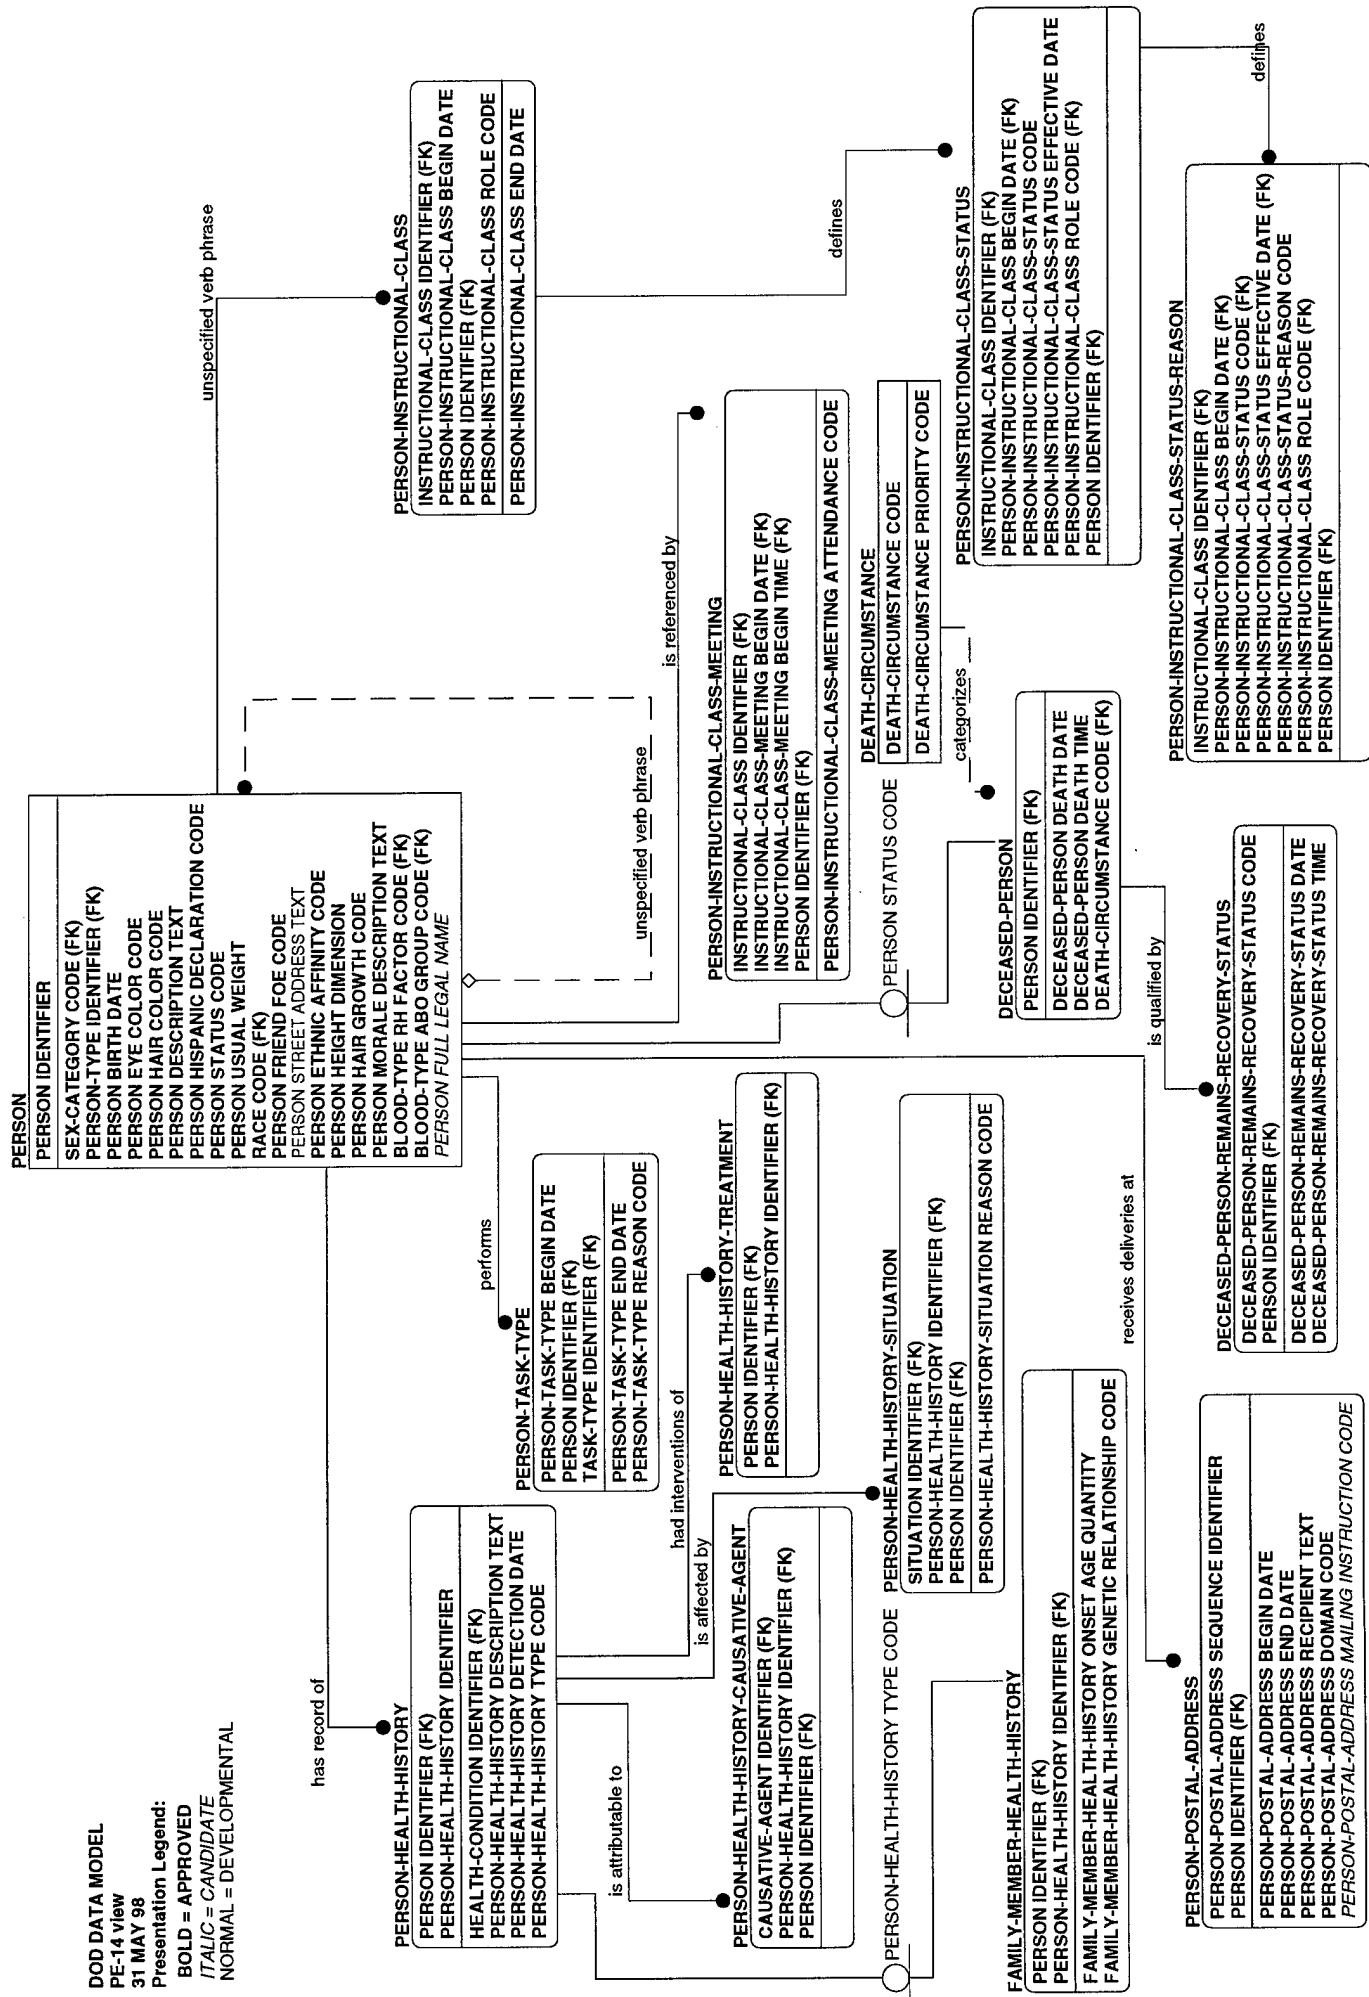 DOD DATA MODEL
PE-14 view
31 MAY 98
Presentation Legend:
BOLD = APPROVED
ITALIC = CANDIDATE
NORMAL = DEVELOPMENTAL
PERSON
PERSON IDENTIFIER
SEX-CATEGORY CODE (FK)
PERSON-TYPE IDENTIFIER (FK)
PERSON BIRTH DATE
PERSON EYE COLOR CODE
PERSON HAIR COLOR CODE
PERSON DESCRIPTION TEXT
PERSON HISPANIC DECLARATION CODE
PERSON STATUS CODE
PERSON USUAL WEIGHT
RACE CODE (FK)
PERSON FRIEND FOE CODE
PERSON STREET ADDRESS TEXT
PERSON ETHNIC AFFINITY CODE
PERSON HEIGHT DIMENSION
PERSON HAIR GROWTH CODE
PERSON MORALE DESCRIPTION TEXT
BLOOD-TYPE RH FACTOR CODE (FK)
BLOOD-TYPE ABO GROUP CODE (FK)
PERSON FULL LEGAL NAME
unspecified verb phrase
unspecified verb phrase
has record of
performs
is referenced by
PERSON-HEALTH-HISTORY
PERSON IDENTIFIER (FK)
PERSON-HEALTH-HISTORY IDENTIFIER
HEALTH-CONDITION IDENTIFIER (FK)
PERSON-HEALTH-HISTORY DESCRIPTION TEXT
PERSON-HEALTH-HISTORY DETECTION DATE
PERSON-HEALTH-HISTORY TYPE CODE
PERSON-TASK-TYPE
PERSON-TASK-TYPE BEGIN DATE
PERSON IDENTIFIER (FK)
TASK-TYPE IDENTIFIER (FK)
PERSON-TASK-TYPE END DATE
PERSON-TASK-TYPE REASON CODE
PERSON-INSTRUCTIONAL-CLASS
INSTRUCTIONAL-CLASS IDENTIFIER (FK)
PERSON-INSTRUCTIONAL-CLASS BEGIN DATE
PERSON IDENTIFIER (FK)
PERSON-INSTRUCTIONAL-CLASS ROLE CODE
PERSON-INSTRUCTIONAL-CLASS END DATE
had interventions of
is affected by
is attributable to
PERSON-HEALTH-HISTORY-TREATMENT
PERSON IDENTIFIER (FK)
PERSON-HEALTH-HISTORY IDENTIFIER (FK)
PERSON-INSTRUCTIONAL-CLASS-MEETING
INSTRUCTIONAL-CLASS IDENTIFIER (FK)
INSTRUCTIONAL-CLASS-MEETING BEGIN DATE (FK)
INSTRUCTIONAL-CLASS-MEETING BEGIN TIME (FK)
PERSON IDENTIFIER (FK)
PERSON-INSTRUCTIONAL-CLASS-MEETING ATTENDANCE CODE
defines
PERSON-HEALTH-HISTORY-CAUSATIVE-AGENT
CAUSATIVE-AGENT IDENTIFIER (FK)
PERSON-HEALTH-HISTORY IDENTIFIER (FK)
PERSON IDENTIFIER (FK)
PERSON-HEALTH-HISTORY-SITUATION
SITUATION IDENTIFIER (FK)
PERSON-HEALTH-HISTORY IDENTIFIER (FK)
PERSON IDENTIFIER (FK)
PERSON-HEALTH-HISTORY-SITUATION REASON CODE
PERSON-HEALTH-HISTORY TYPE CODE
PERSON STATUS CODE
DEATH-CIRCUMSTANCE
DEATH-CIRCUMSTANCE CODE
DEATH-CIRCUMSTANCE PRIORITY CODE
categorizes
PERSON-INSTRUCTIONAL-CLASS-STATUS
INSTRUCTIONAL-CLASS IDENTIFIER (FK)
PERSON-INSTRUCTIONAL-CLASS BEGIN DATE (FK)
PERSON-INSTRUCTIONAL-CLASS-STATUS CODE
PERSON-INSTRUCTIONAL-CLASS-STATUS EFFECTIVE DATE
PERSON-INSTRUCTIONAL-CLASS ROLE CODE (FK)
PERSON IDENTIFIER (FK)
FAMILY-MEMBER-HEALTH-HISTORY
PERSON IDENTIFIER (FK)
PERSON-HEALTH-HISTORY IDENTIFIER (FK)
FAMILY-MEMBER-HEALTH-HISTORY ONSET AGE QUANTITY
FAMILY-MEMBER-HEALTH-HISTORY GENETIC RELATIONSHIP CODE
receives deliveries at
DECEASED-PERSON
PERSON IDENTIFIER (FK)
DECEASED-PERSON DEATH DATE
DECEASED-PERSON DEATH TIME
DEATH-CIRCUMSTANCE CODE (FK)
is qualified by
defines
PERSON-POSTAL-ADDRESS
PERSON-POSTAL-ADDRESS SEQUENCE IDENTIFIER
PERSON IDENTIFIER (FK)
PERSON-POSTAL-ADDRESS BEGIN DATE
PERSON-POSTAL-ADDRESS END DATE
PERSON-POSTAL-ADDRESS RECIPIENT TEXT
PERSON-POSTAL-ADDRESS DOMAIN CODE
PERSON-POSTAL-ADDRESS MAILING INSTRUCTION CODE
DECEASED-PERSON-REMAINS-RECOVERY-STATUS
DECEASED-PERSON-REMAINS-RECOVERY-STATUS CODE
PERSON IDENTIFIER (FK)
DECEASED-PERSON-REMAINS-RECOVERY-STATUS DATE
DECEASED-PERSON-REMAINS-RECOVERY-STATUS TIME
PERSON-INSTRUCTIONAL-CLASS-STATUS-REASON
INSTRUCTIONAL-CLASS IDENTIFIER (FK)
PERSON-INSTRUCTIONAL-CLASS BEGIN DATE (FK)
PERSON-INSTRUCTIONAL-CLASS-STATUS CODE (FK)
PERSON-INSTRUCTIONAL-CLASS-STATUS EFFECTIVE DATE (FK)
PERSON-INSTRUCTIONAL-CLASS-STATUS-REASON CODE
PERSON-INSTRUCTIONAL-CLASS ROLE CODE (FK)
PERSON IDENTIFIER (FK)